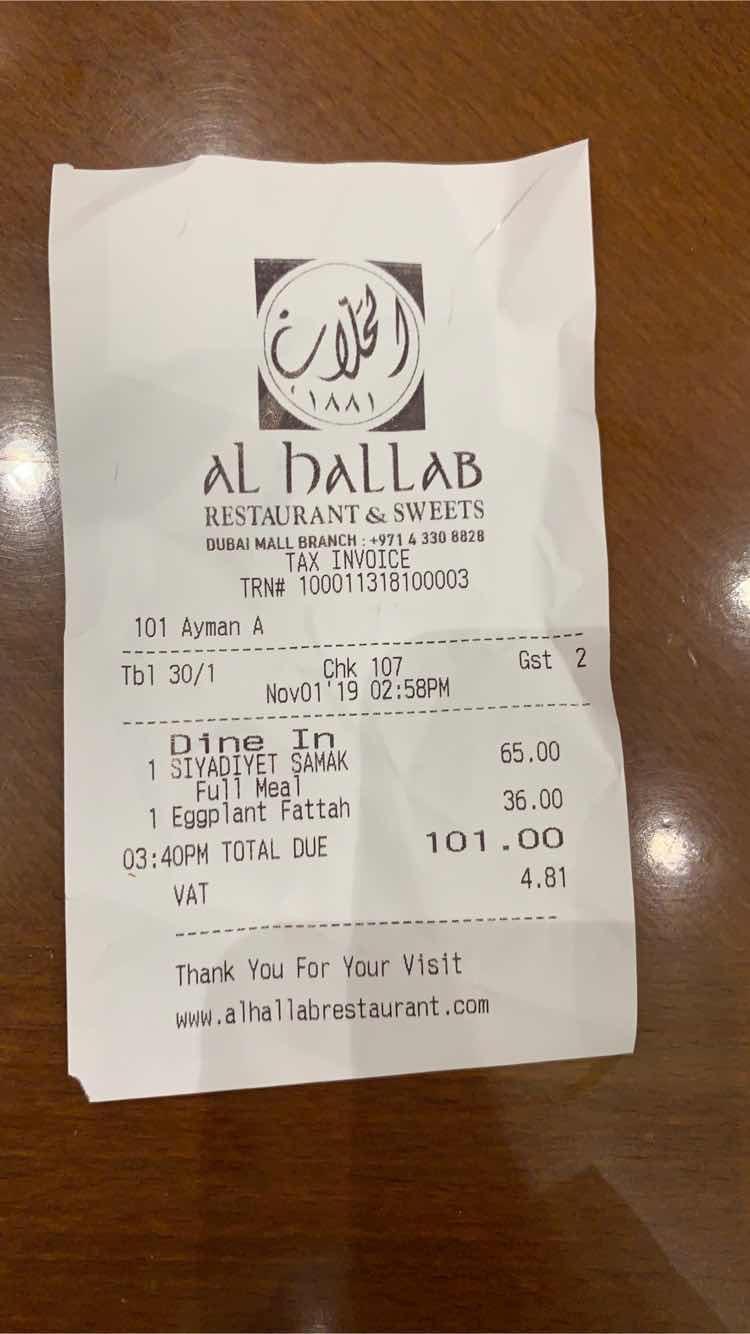 الحلاب
١٨٨١
AL HALLAB
RESTAURANT & SWEETS
DUBAI MALL BRANCH : +971 4 330 8828
TAX INVOICE
TRN# 100011318100003
101 Ayman A
Tbl 30/1 Chk 107 Gst 2
Nov01'19 02:58PM
Dine In
1 SIYADIYET SAMAK 65.00
Full Meal
1 Eggplant Fattah 36.00
03:40PM TOTAL DUE 101.00
VAT 4.81
Thank You For Your Visit
www.alhallabrestaurant.com